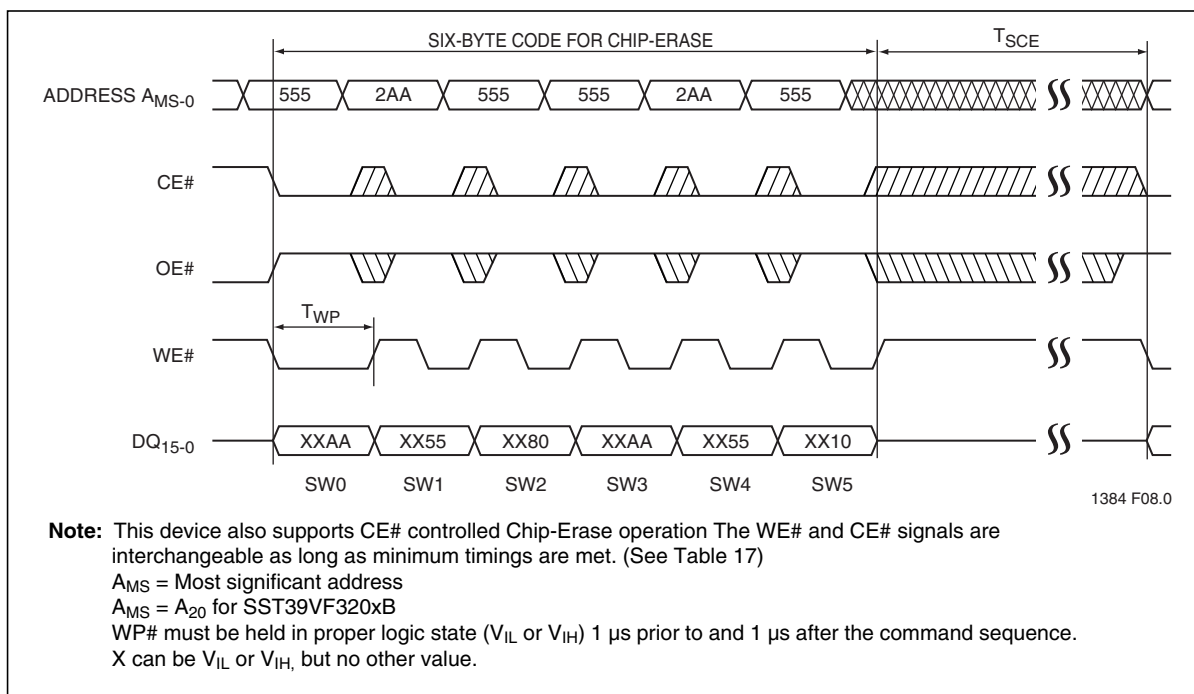 SIX-BYTE CODE FOR CHIP-ERASE TSCE
ADDRESS AMS-0 555 2AA 555 555 2AA 555
CE#
OE#
TWP
WE#
DQ15-0 XXAA XX55 XX80 XXAA XX55 XX10
SW0 SW1 SW2 SW3 SW4 SW5
1384 F08.0
Note: This device also supports CE# controlled Chip-Erase operation The WE# and CE# signals are
interchangeable as long as minimum timings are met. (See Table 17)
AMS = Most significant address
AMS = A20 for SST39VF320xB
WP# must be held in proper logic state (VIL or VIH) 1 µs prior to and 1 µs after the command sequence.
X can be VIL or VIH, but no other value.